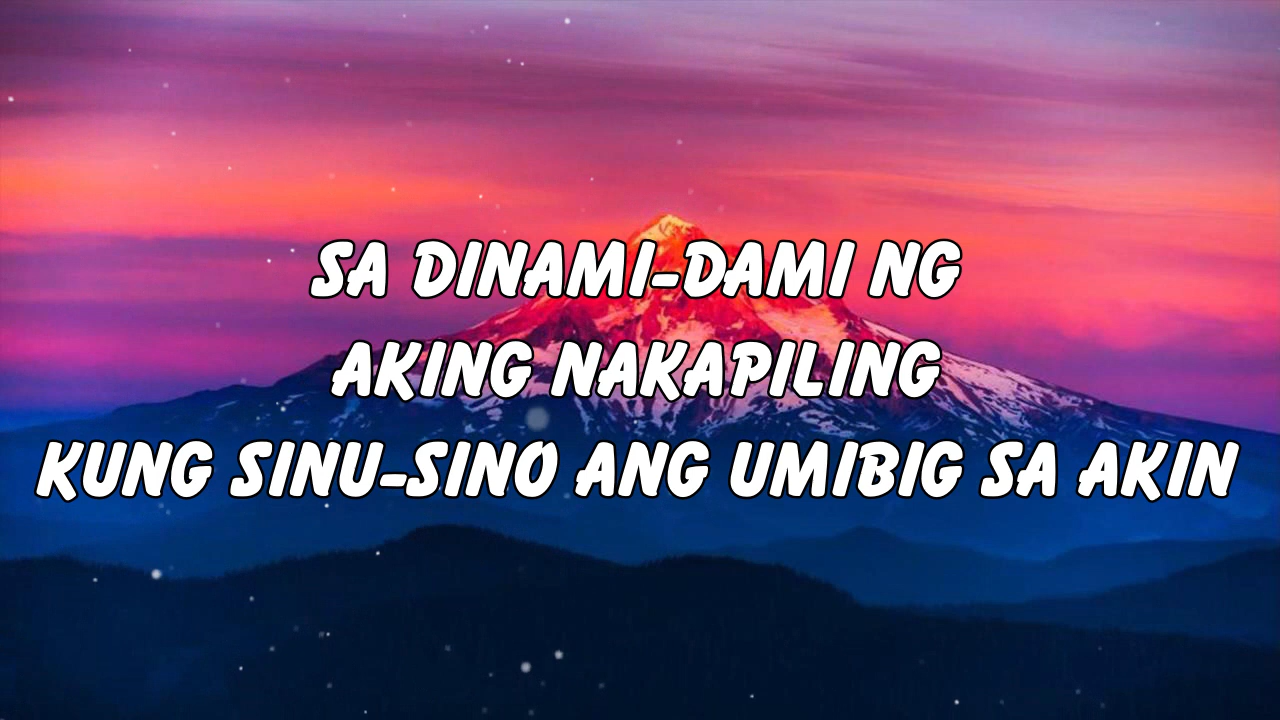 SA DINAMI-DAMI NG
AKING NAKAPILING
KUNG SINU-SINO ANG UMIBIG SA AKIN